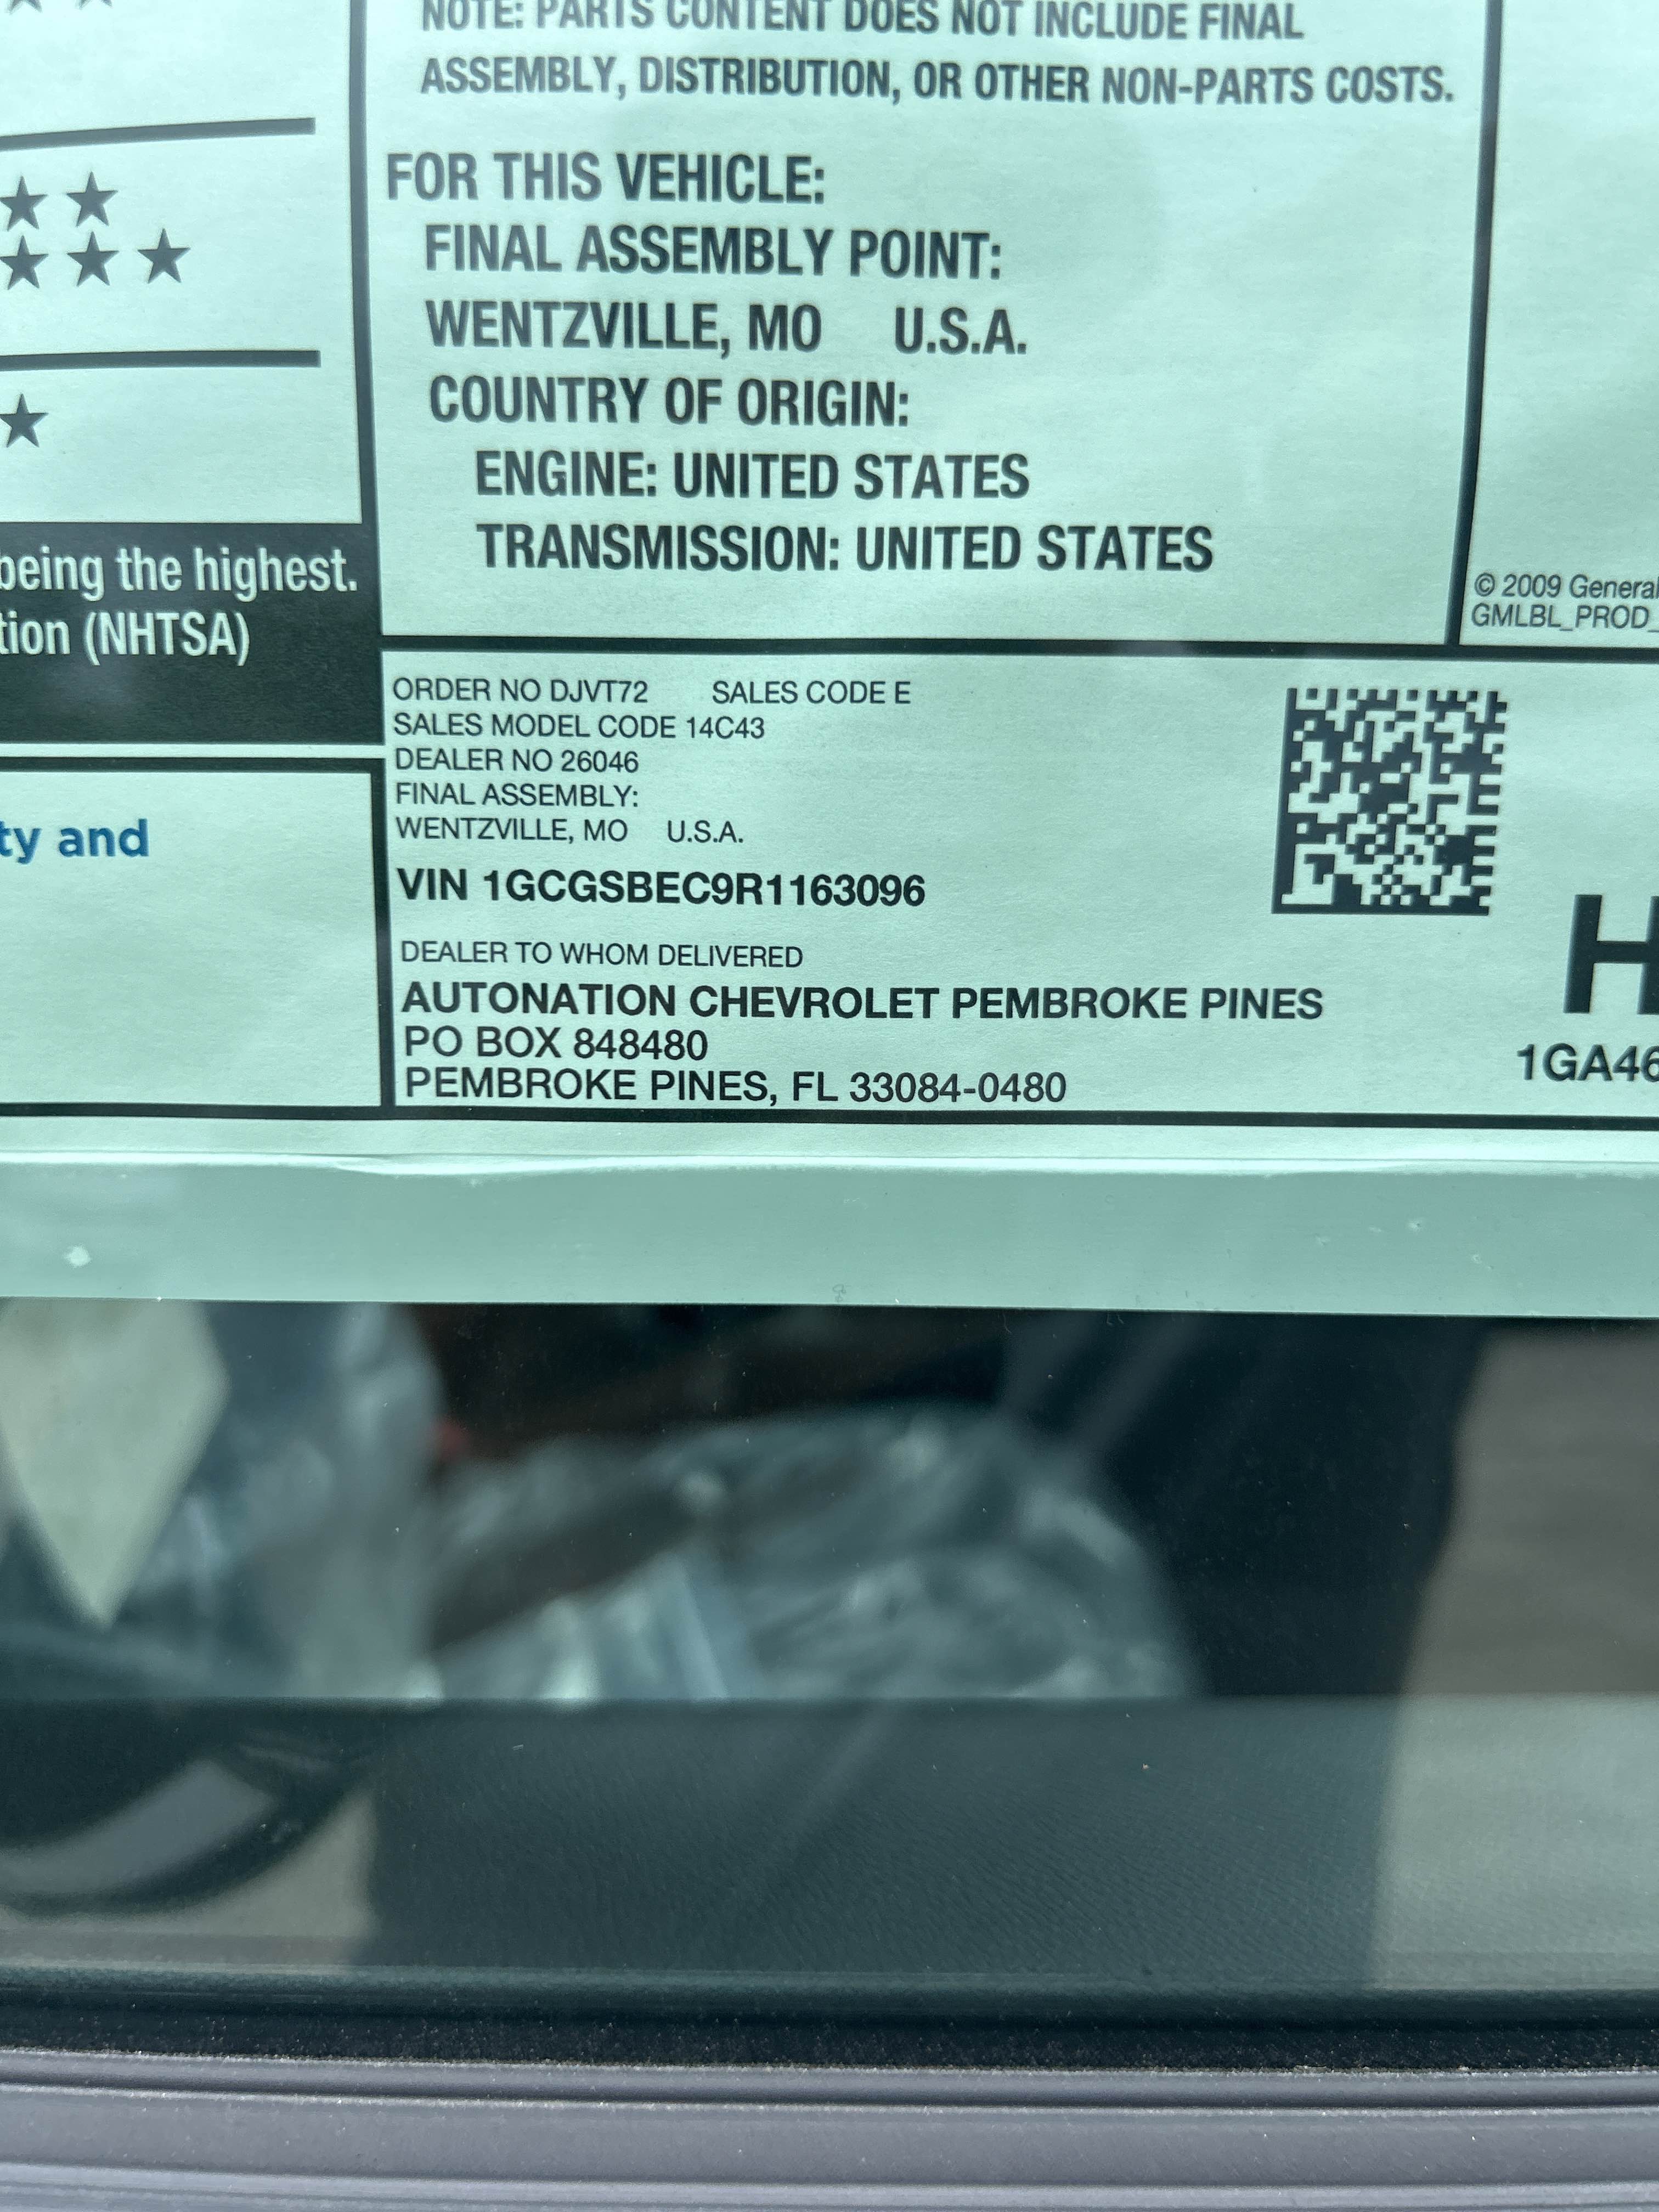 NOTE: PARTS CONTENT DOES NOT INCLUDE FINAL
ASSEMBLY, DISTRIBUTION, OR OTHER NON-PARTS COSTS.
FOR THIS VEHICLE:
FINAL ASSEMBLY POINT:
WENTZVILLE, MO U.S.A.
COUNTRY OF ORIGIN:
ENGINE: UNITED STATES
TRANSMISSION: UNITED STATES
being the highest.
tion (NHTSA)
© 2009 General
GMLBL_PROD_
ORDER NO DJVT72 SALES CODE E
SALES MODEL CODE 14C43
DEALER NO 26046
FINAL ASSEMBLY:
WENTZVILLE, MO U.S.A.
VIN 1GCGSBEC9R1163096
DEALER TO WHOM DELIVERED
AUTONATION CHEVROLET PEMBROKE PINES
PO BOX 848480
PEMBROKE PINES, FL 33084-0480
ty and
H
1GA46